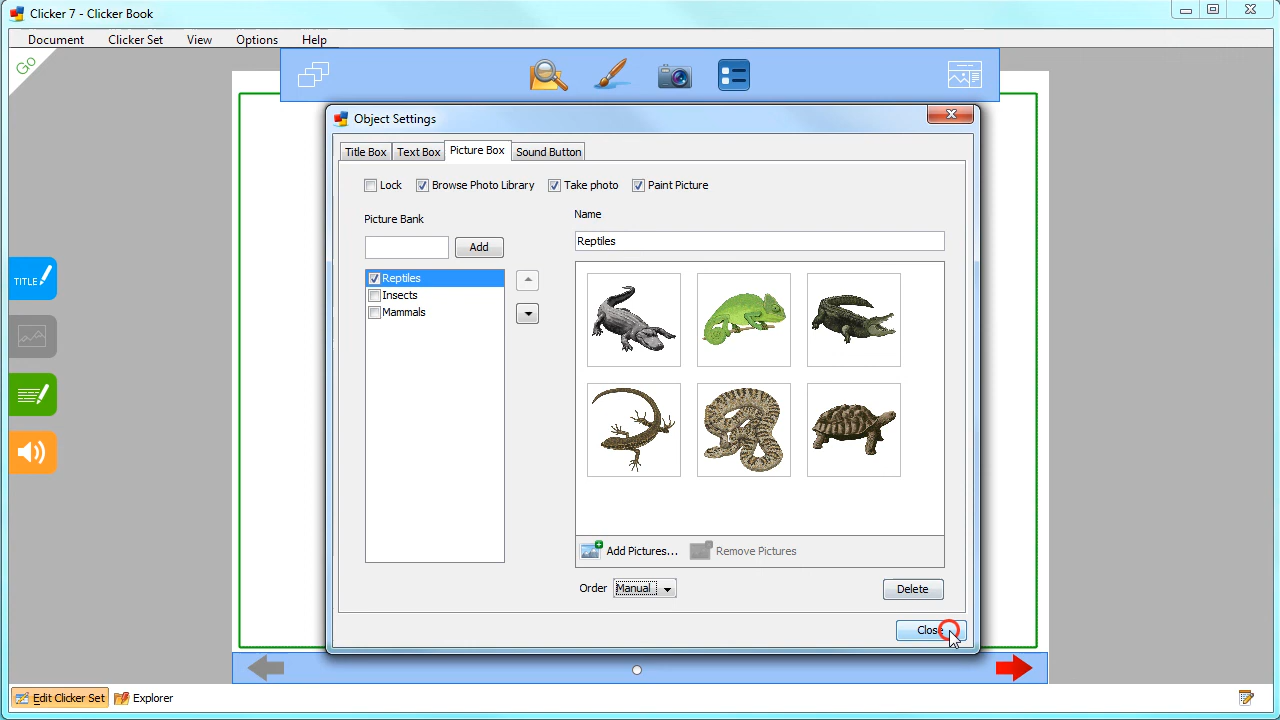 Clicker 7 - Clicker Book
Document Clicker Set View Options Help
Go
Object Settings
Title Box Text Box Picture Box Sound Button
Lock Browse Photo Library Take photo Paint Picture
Picture Bank
Name
Add
Reptiles
Reptiles
Insects
Mammals
TITLE
Add Pictures... Remove Pictures
Order Manual
Delete
Close
Edit Clicker Set Explorer